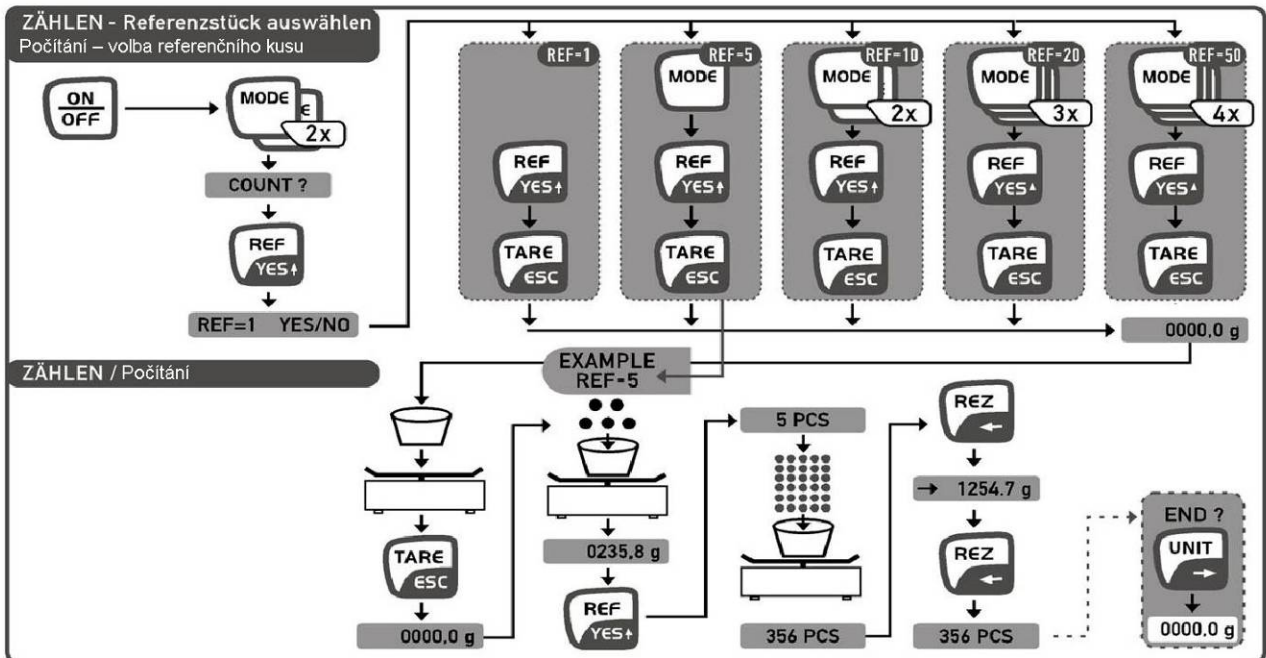 ZÄHLEN - Referenzstück auswählen
Počítání – volba referenčního kusu
ON
OFF
MODE
2x
COUNT ?
REF
YES
REF=1 YES/NO
REF=1
REF
YES
TARE
ESC
REF=5
MODE
REF
YES
TARE
ESC
REF=10
MODE
2x
REF
YES
TARE
ESC
REF=20
MODE
3x
REF
YES
TARE
ESC
REF=50
MODE
4x
REF
YES
TARE
ESC
0000,0 g
ZÄHLEN / Počítání
TARE
ESC
0000,0 g
EXAMPLE
REF=5
0235,8 g
REF
YES
5 PCS
356 PCS
REZ
→ 1254.7 g
REZ
356 PCS
END ?
UNIT
0000,0 g